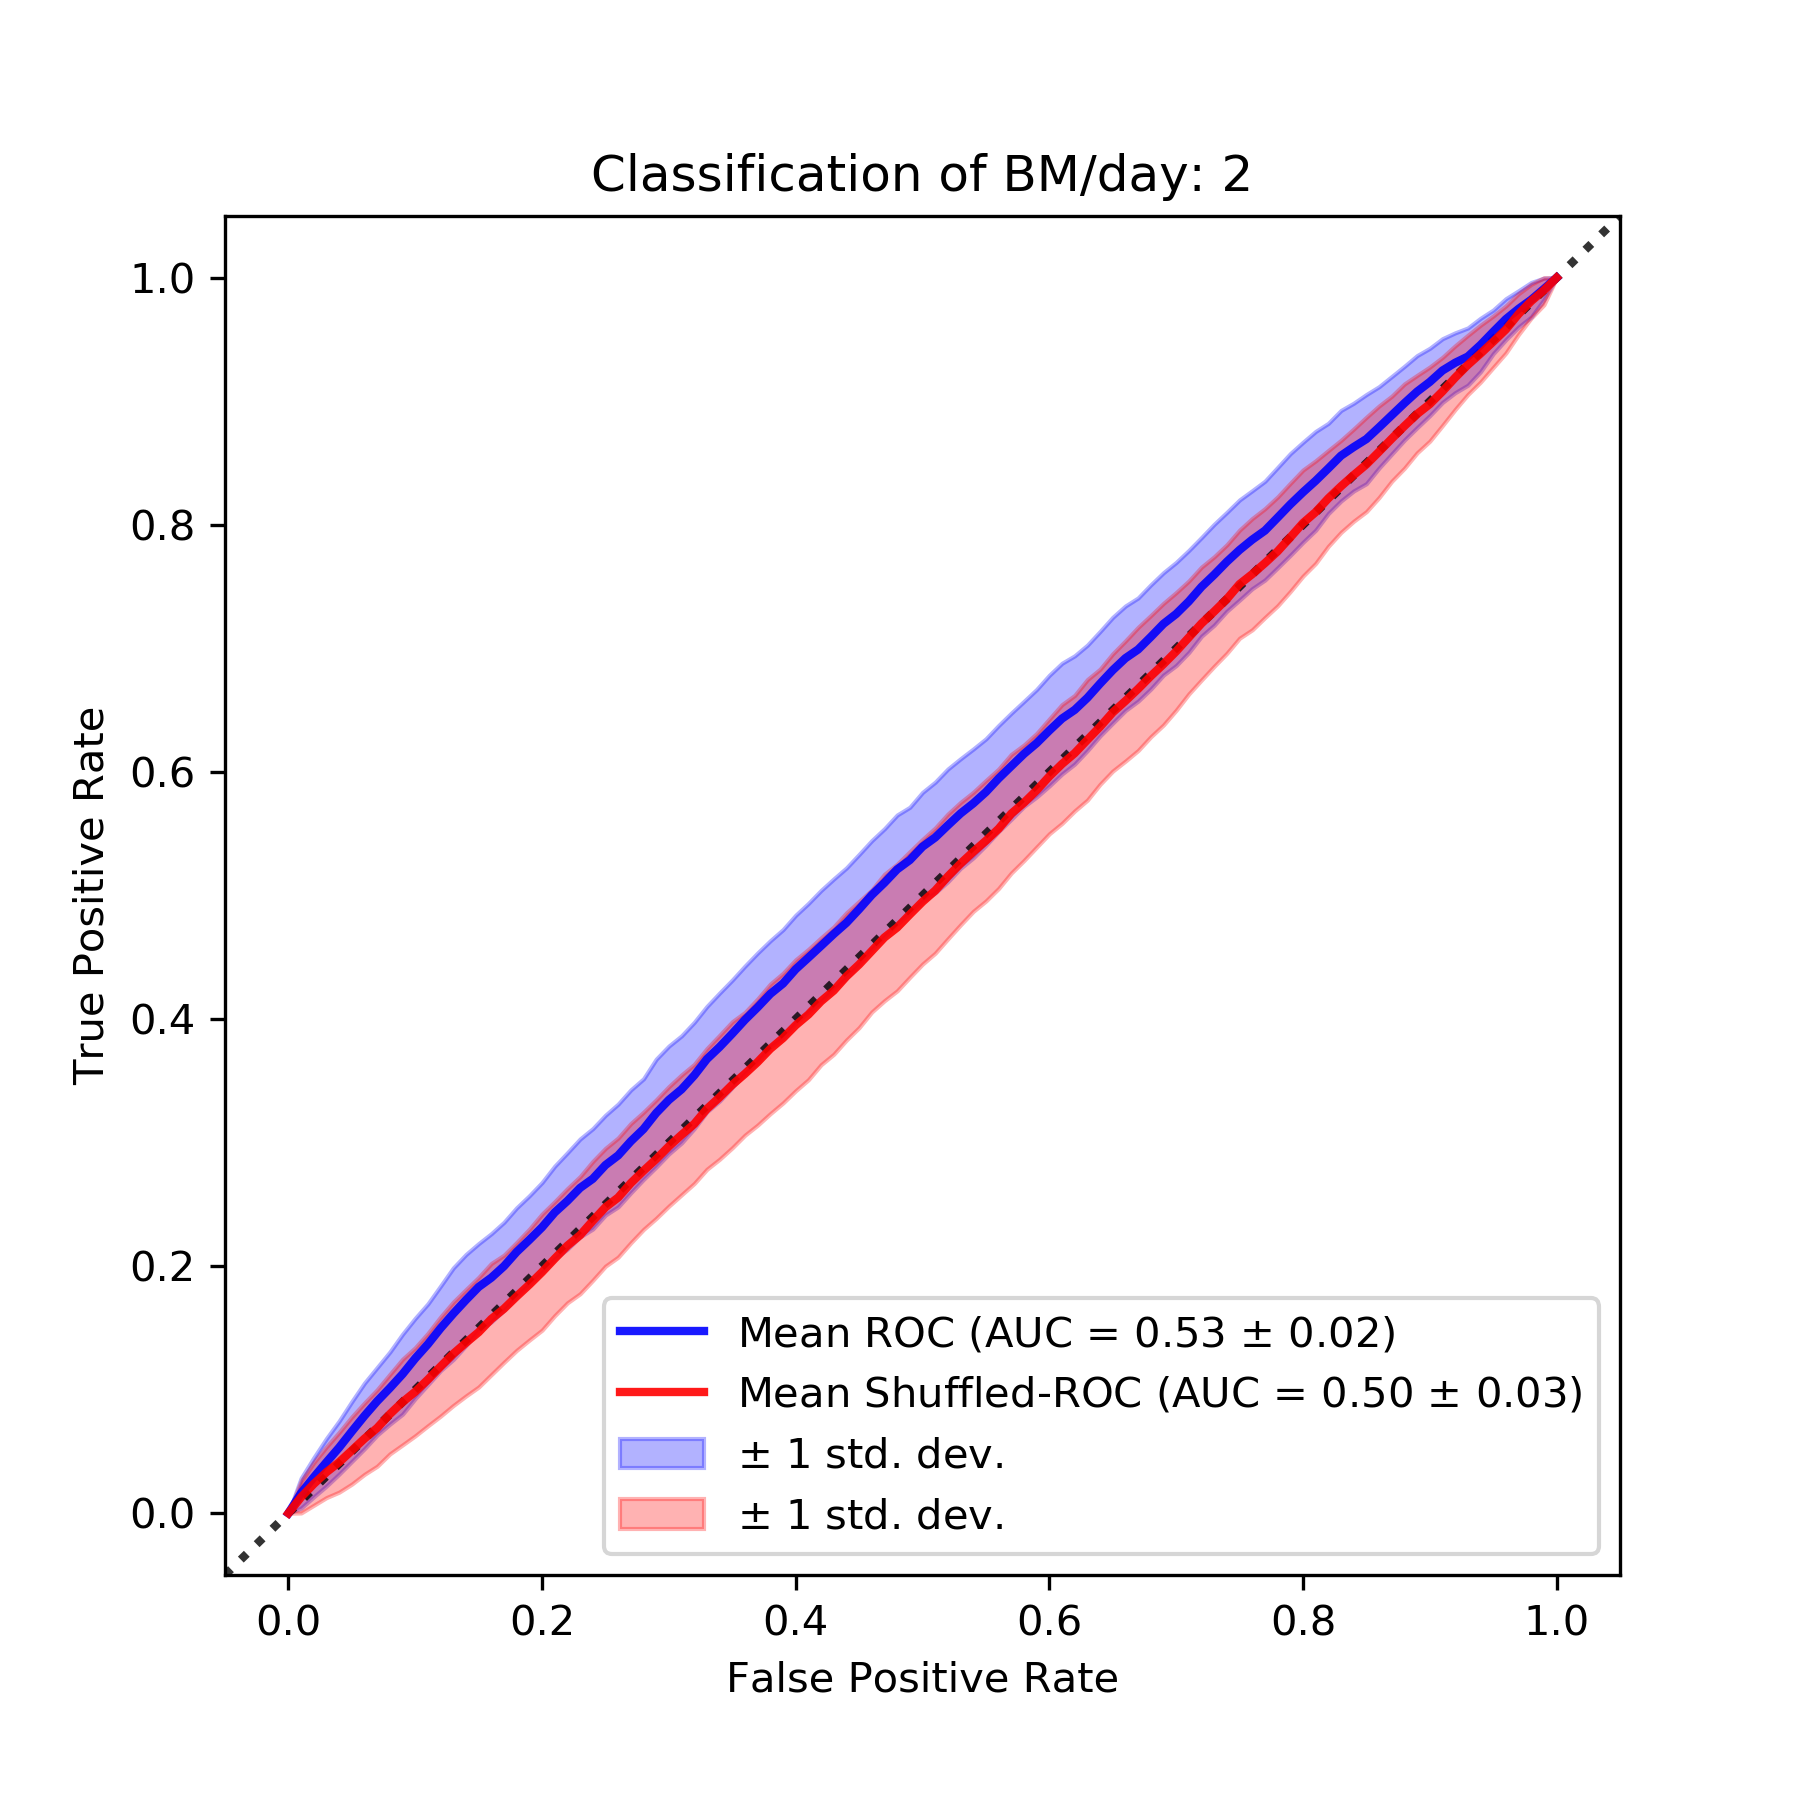 Classification of BM/day: 2
True Positive Rate
1.0
0.8
0.6
0.4
0.2
0.0
Mean ROC (AUC = 0.53 ± 0.02)
Mean Shuffled-ROC (AUC = 0.50 ± 0.03)
± 1 std. dev.
± 1 std. dev.
0.0 0.2 0.4 0.6 0.8 1.0
False Positive Rate